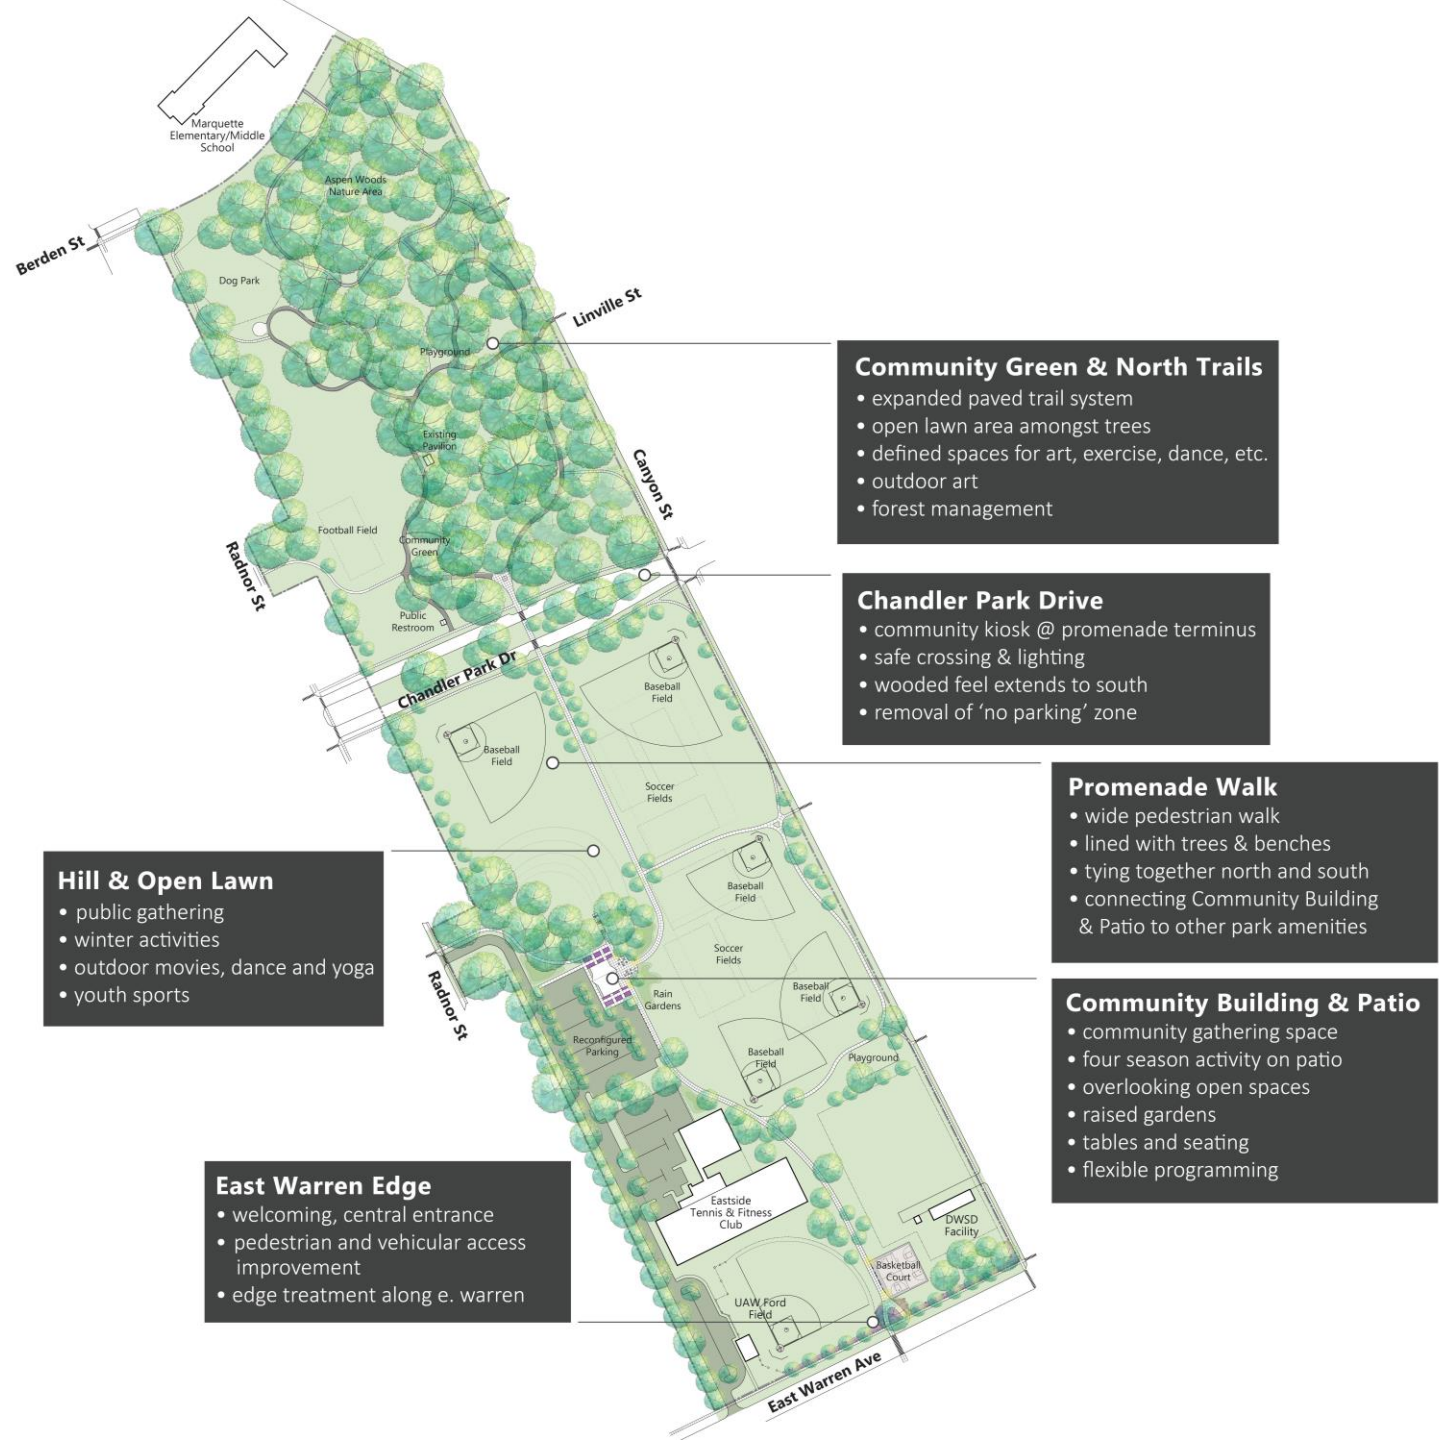 Marquette
Elementary/Middle
School
Aspen Woods
Nature Area
Berden St
Dog Park
Linville St
Playground
Community Green & North Trails
• expanded paved trail system
• open lawn area amongst trees
• defined spaces for art, exercise, dance, etc.
• outdoor art
• forest management
Existing
Pavilion
Canyon St
Football Field
Community
Green
Radnor St
Public
Restroom
Chandler Park Drive
• community kiosk @ promenade terminus
• safe crossing & lighting
• wooded feel extends to south
• removal of ‘no parking’ zone
Chandler Park Dr
Baseball
Field
Baseball
Field
Soccer
Fields
Promenade Walk
• wide pedestrian walk
• lined with trees & benches
• tying together north and south
• connecting Community Building
& Patio to other park amenities
Hill & Open Lawn
• public gathering
• winter activities
• outdoor movies, dance and yoga
• youth sports
Baseball
Field
Soccer
Fields
Radnor St
Rain
Gardens
Baseball
Field
Community Building & Patio
• community gathering space
• four season activity on patio
• overlooking open spaces
• raised gardens
• tables and seating
• flexible programming
Reconfigured
Parking
Baseball
Field
Playground
East Warren Edge
• welcoming, central entrance
• pedestrian and vehicular access
improvement
• edge treatment along e. warren
Eastside
Tennis & Fitness
Club
DWSD
Facility
Basketball
Court
UAW Ford
Field
East Warren Ave